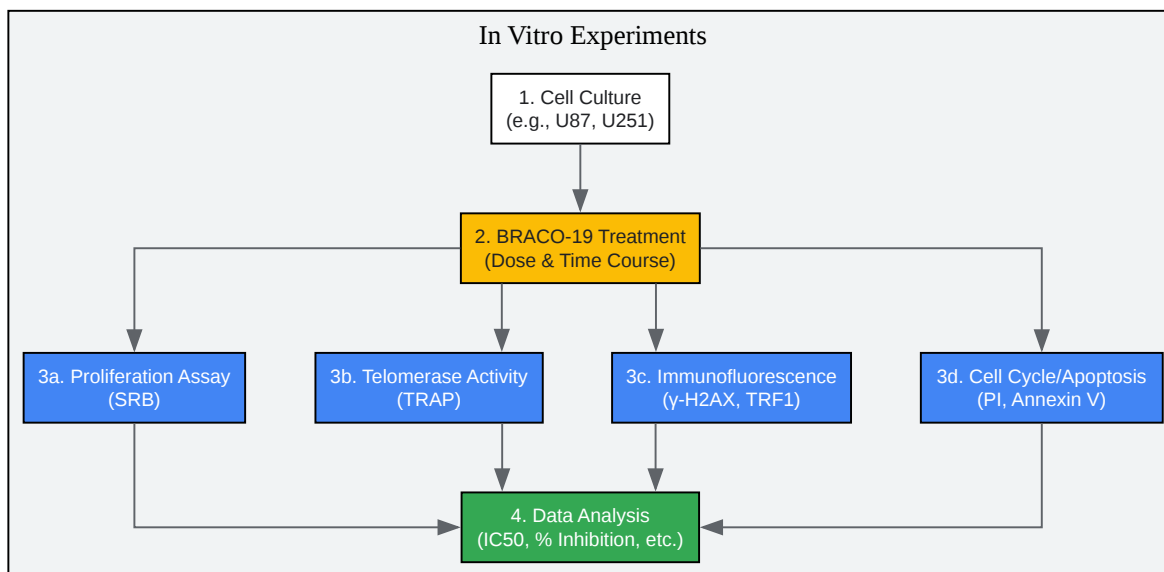 In Vitro Experiments
1. Cell Culture
(e.g., U87, U251)
2. BRACO-19 Treatment
(Dose & Time Course)
3a. Proliferation Assay
(SRB)
3b. Telomerase Activity
(TRAP)
3c. Immunofluorescence
(γ-H2AX, TRF1)
3d. Cell Cycle/Apoptosis
(PI, Annexin V)
4. Data Analysis
(IC50, % Inhibition, etc.)